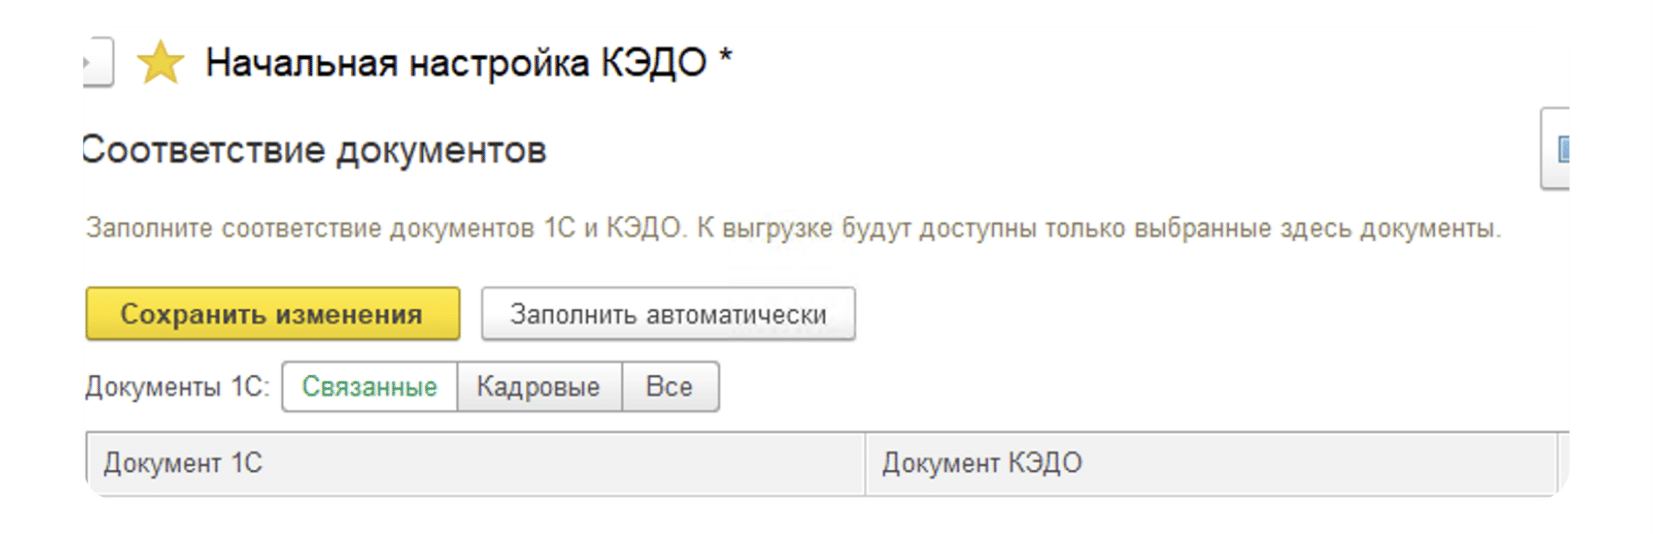 Начальная настройка КЭДО *
Соответствие документов
Заполните соответствие документов 1С и КЭДО. К выгрузке будут доступны только выбранные здесь документы.
Сохранить изменения Заполнить автоматически
Документы 1С: Связанные Кадровые Все
Документ 1С Документ КЭДО